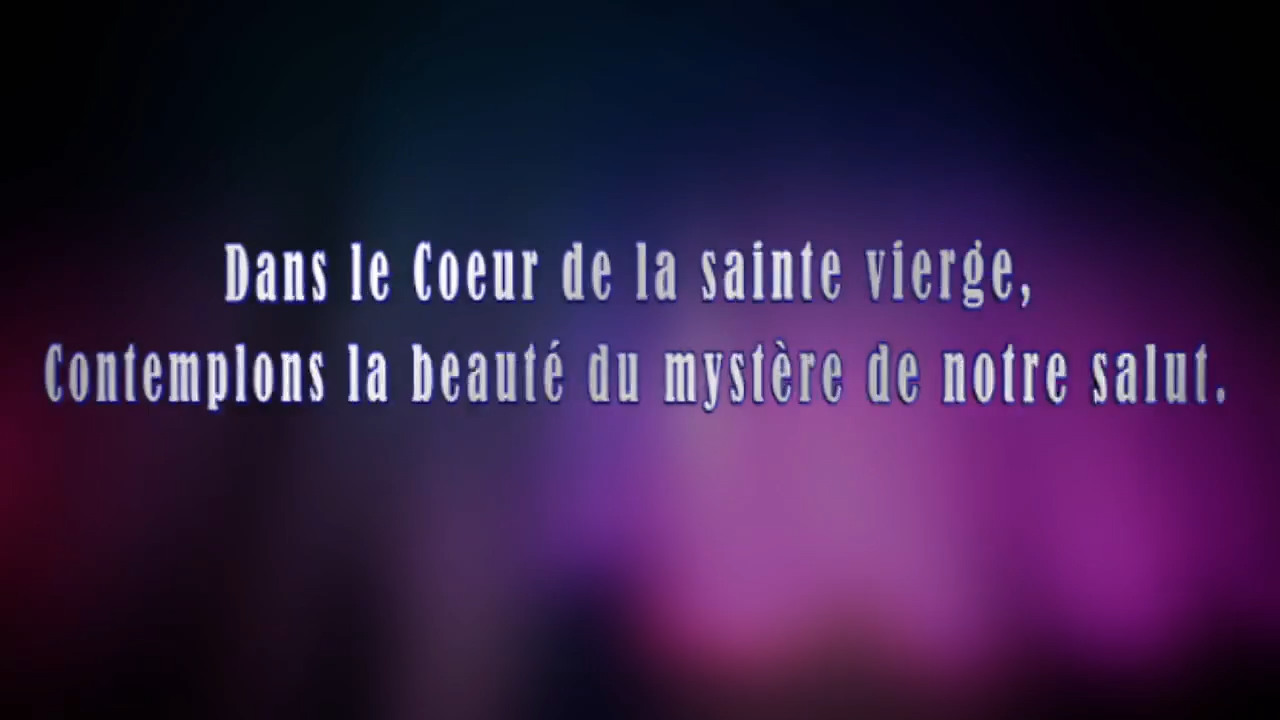 Dans le Coeur de la sainte vierge,
Contemplons la beauté du mystère de notre salut.